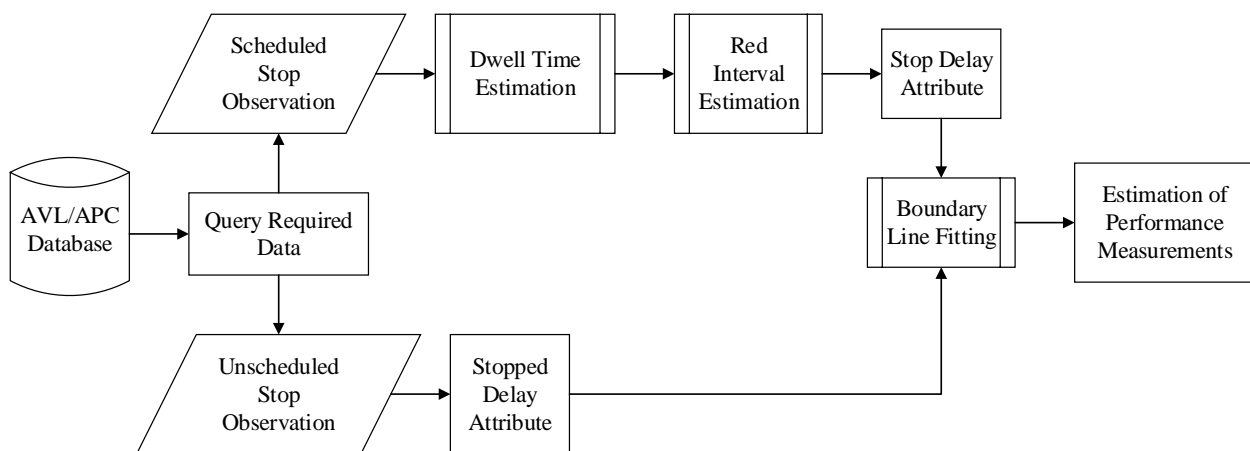 Scheduled
Stop
Observation
Dwell Time
Estimation
Red
Interval
Estimation
Stop Delay
Attribute
AVL/APC
Database
Query Required
Data
Boundary
Line Fitting
Estimation of
Performance
Measurements
Unscheduled
Stop
Observation
Stopped
Delay
Attribute